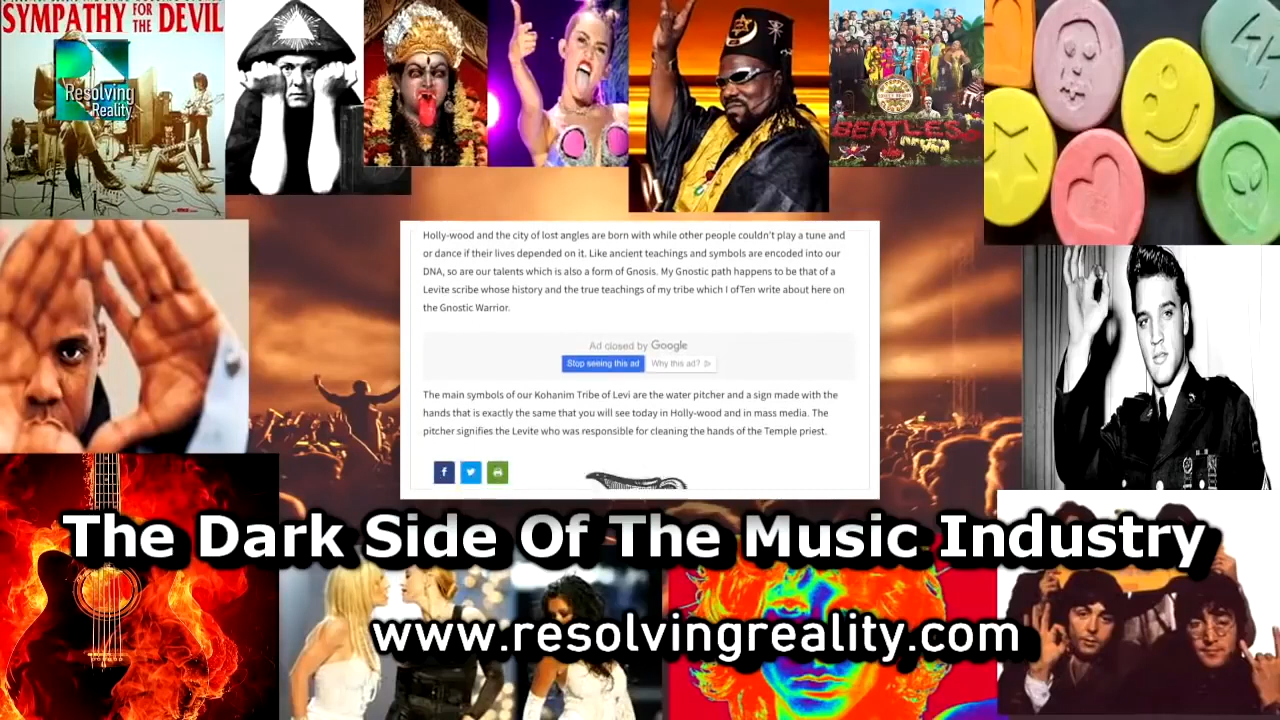 SYMPATHY FOR THE DEVIL
Resolving
Reality
BEATLES
Holly-wood and the city of lost angles are born with while other people couldn't play a tune and
or dance if their lives depended on it. Like ancient teachings and symbols are encoded into our
DNA, so are our talents which is also a form of Gnosis. My Gnostic path happens to be that of a
Levite scribe whose history and the true teachings of my tribe which I ofTen write about here on
the Gnostic Warrior.
Ad closed by Google
Stop seeing this ad
Why this ad?
The main symbols of our Kohanim Tribe of Levi are the water pitcher and a sign made with the
hands that is exactly the same that you will see today in Holly-wood and in mass media. The
pitcher signifies the Levite who was responsible for cleaning the hands of the Temple priest.
f
The Dark Side Of The Music Industry
www.resolvingreality.com